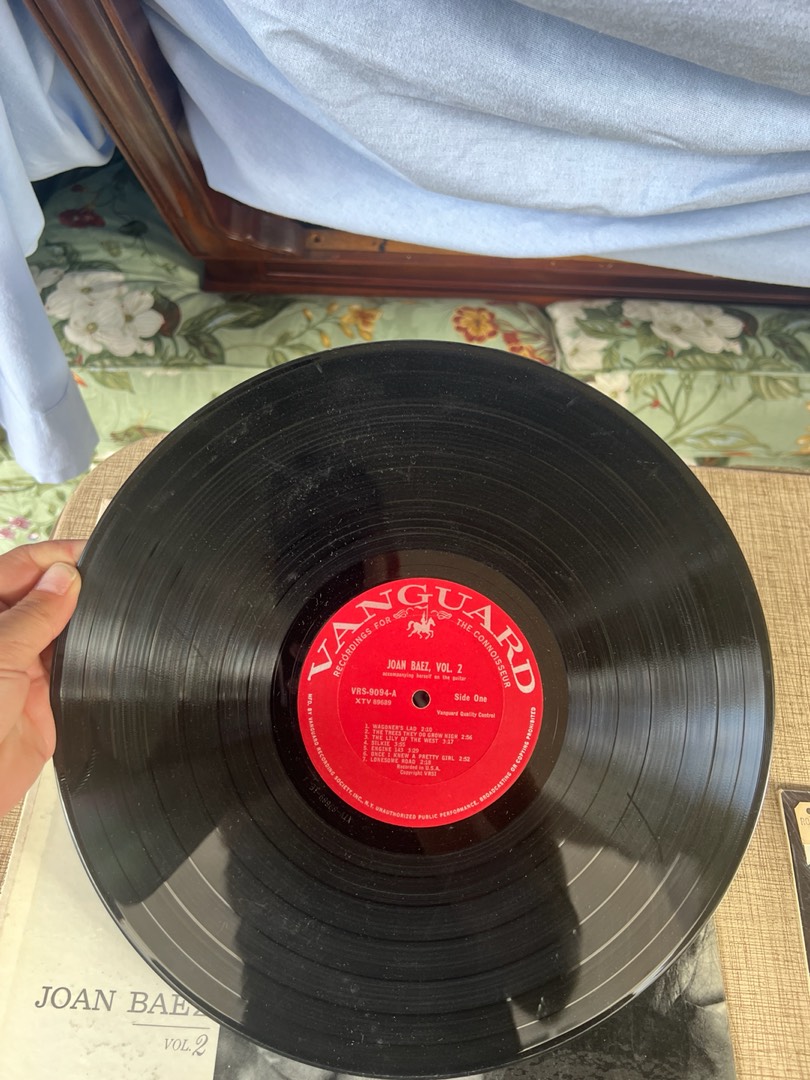 VANGUARD
RECORDINGS FOR THE CONNOISSEUR
JOAN BAEZ, VOL. 2
accompanying herself on the guitar
VRS-9094-A Side One
XTV 69689
Vanguard Quality Control
1. WAGONER'S LAD 2:10
2. THE TREES THEY DO GROW HIGH 2:56
3. THE LILY OF THE WEST 3:17
4. SILKIE 3:55
5. ENGINE 143 3:29
6. ONCE I KNEW A PRETTY GIRL 2:52
7. LONESOME ROAD 2:18
Recorded in U.S.A.
MFG. BY VANGUARD RECORDING SOCIETY, INC., N.Y. UNAUTHORIZED PUBLIC PERFORMANCE, BROADCASTING OR COPYING PROHIBITED
JOAN BAEZ
VOL. 2